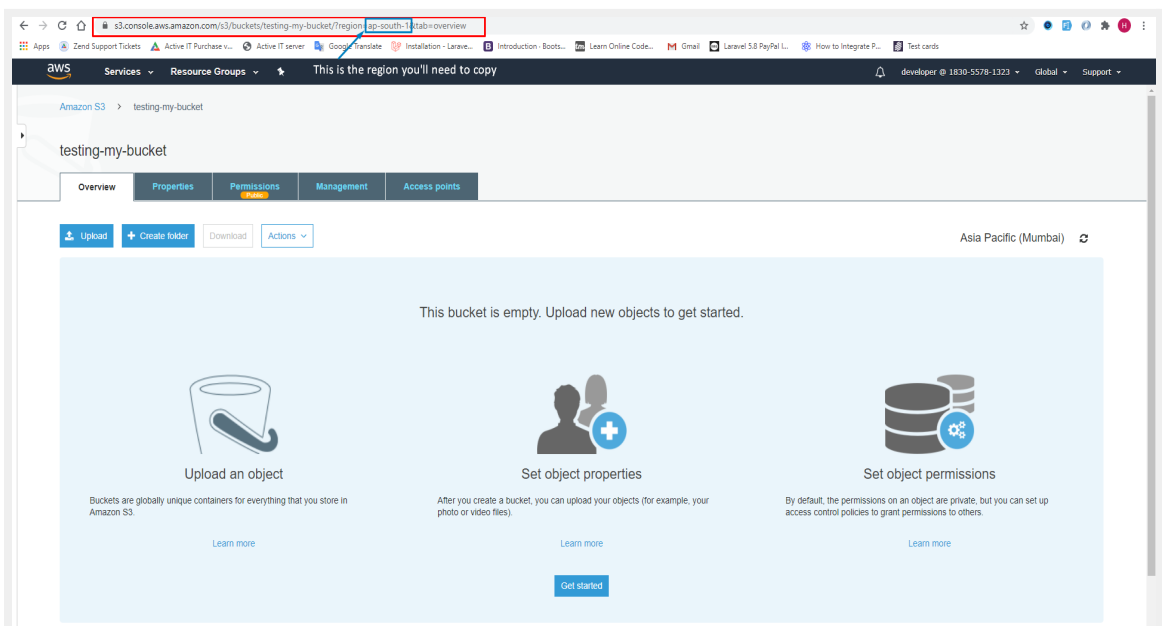 s3.console.aws.amazon.com/s3/buckets/testing-my-bucket/?region=ap-south-1&tab=overview
H
Apps Zend Support Tickets Active IT Purchase v... Active IT server Google Translate Installation - Larave... B Introduction - Boots... Learn Online Code... Gmail Laravel 5.8 PayPal I... How to Integrate P... Test cards
aws Services Resource Groups This is the region you'll need to copy developer @ 1830-5578-1323 Global Support
Amazon S3 > testing-my-bucket
testing-my-bucket
Overview Properties Permissions Management Access points
Public
Upload Create folder Download Actions Asia Pacific (Mumbai)
This bucket is empty. Upload new objects to get started.
Upload an object
Buckets are globally unique containers for everything that you store in
Amazon S3.
Learn more
Set object properties
After you create a bucket, you can upload your objects (for example, your
photo or video files).
Learn more
Get started
Set object permissions
By default, the permissions on an object are private, but you can set up
access control policies to grant permissions to others.
Learn more